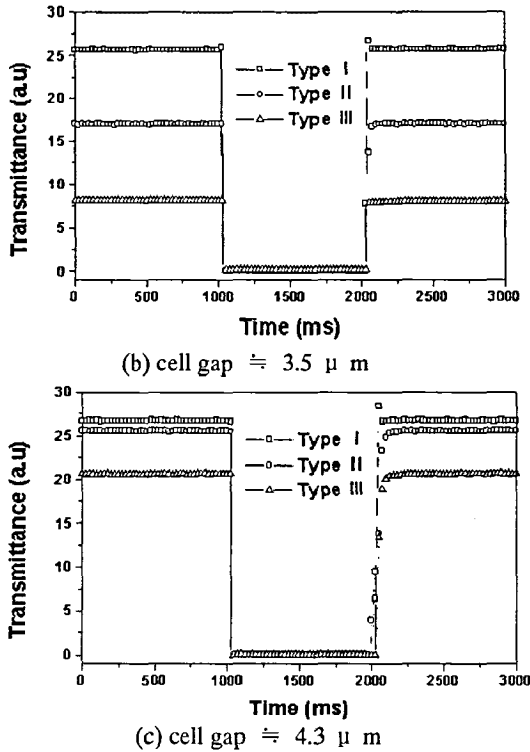 30
25
20
15
10
5
0
Transmittance (a.u)
Type I
Type II
Type III
0 500 1000 1500 2000 2500 3000
Time (ms)
(b) cell gap ≒ 3.5 μ m
30
25
20
15
10
5
0
Transmittance (a.u)
Type I
Type II
Type III
0 500 1000 1500 2000 2500 3000
Time (ms)
(c) cell gap ≒ 4.3 μ m